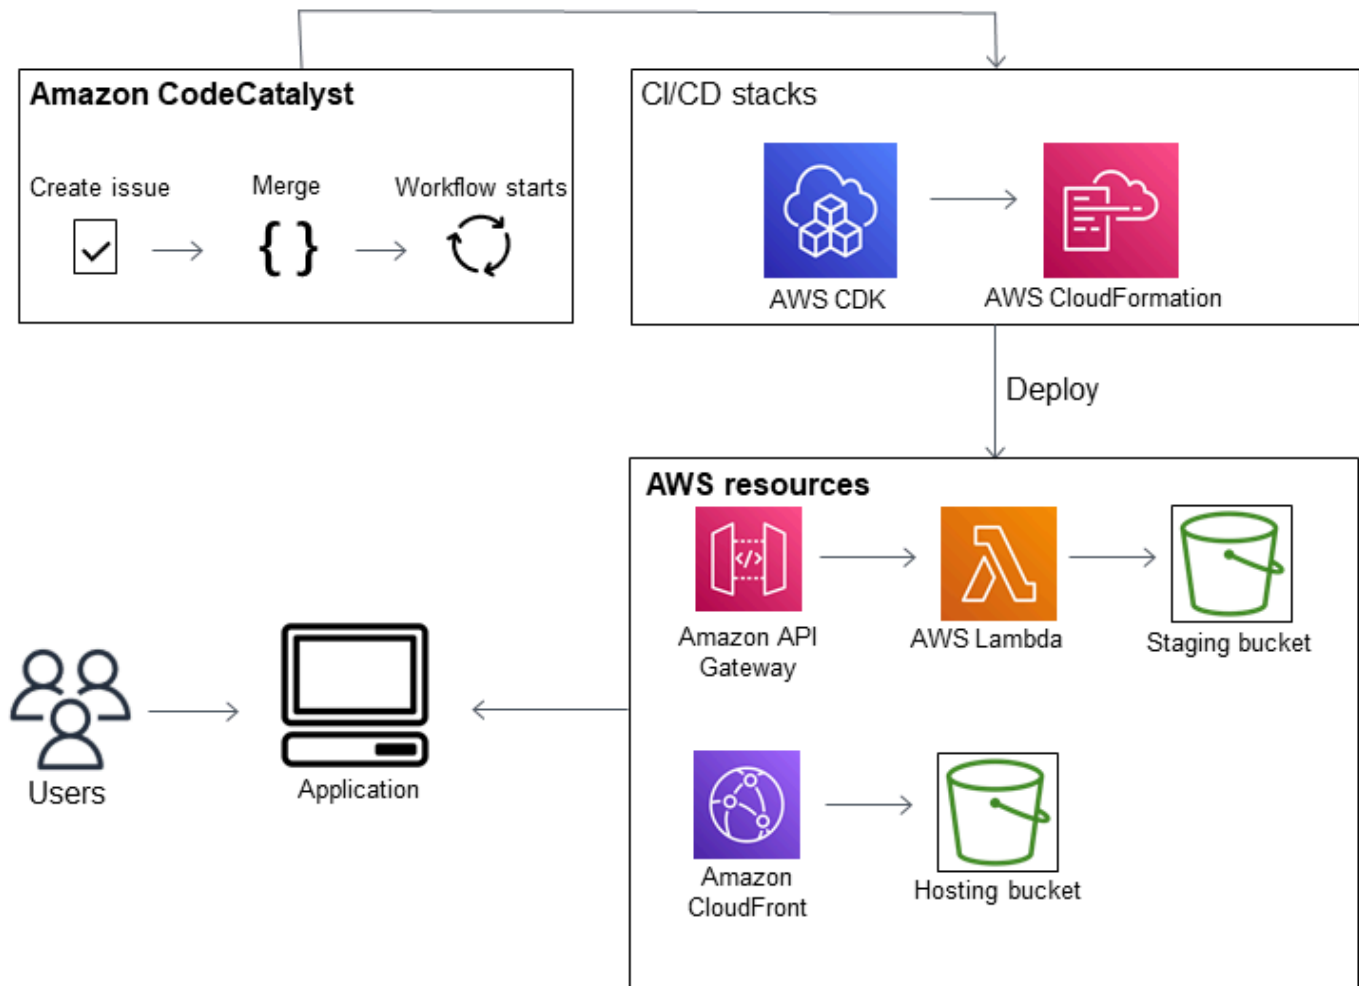 Amazon CodeCatalyst
Create issue
Merge
Workflow starts
CI/CD stacks
AWS CDK
AWS CloudFormation
Deploy
AWS resources
Amazon API
Gateway
AWS Lambda
Staging bucket
Amazon
CloudFront
Hosting bucket
Users
Application